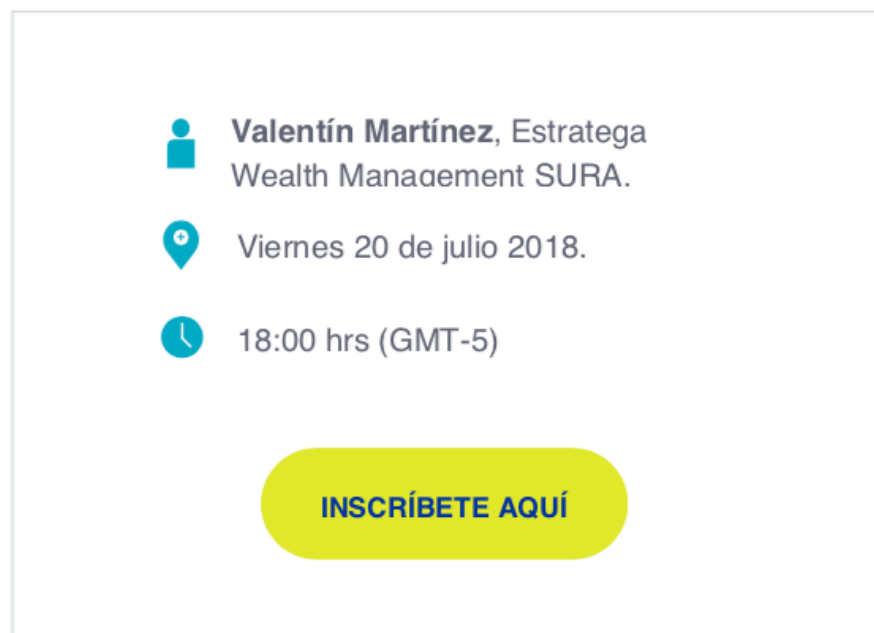 Valentín Martínez, Estratega
Wealth Management SURA.
Viernes 20 de julio 2018.
18:00 hrs (GMT-5)
INSCRÍBETE AQUÍ